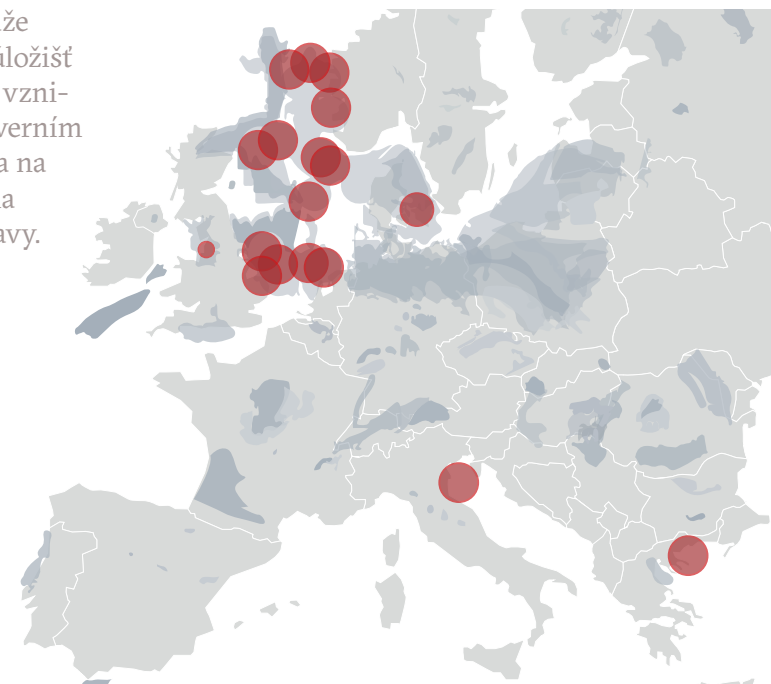 že
úložišť
vzni-
verním
a na
a
avy.